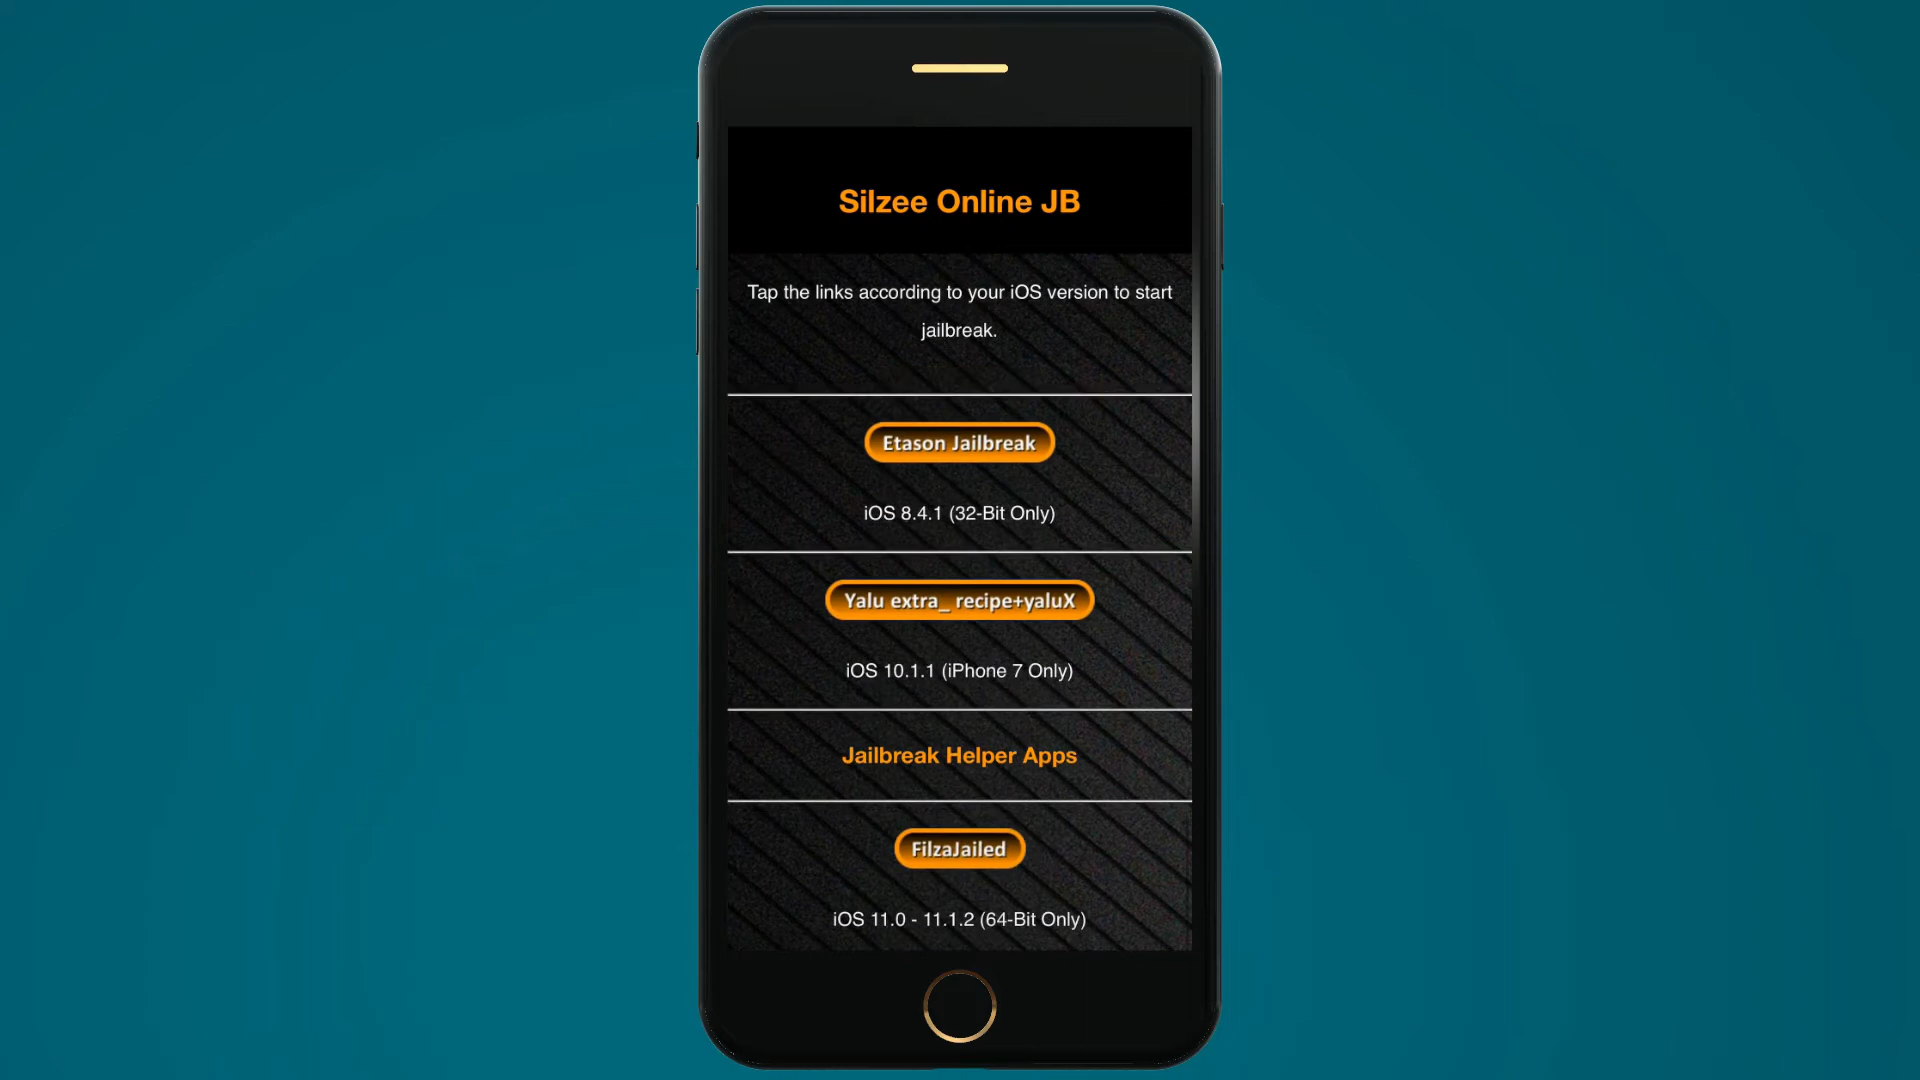 Silzee Online JB
Tap the links according to your iOS version to start
jailbreak.
Etason Jailbreak
iOS 8.4.1 (32-Bit Only)
Yalu extra_ recipe+yaluX
iOS 10.1.1 (iPhone 7 Only)
Jailbreak Helper Apps
FilzaJailed
iOS 11.0 - 11.1.2 (64-Bit Only)